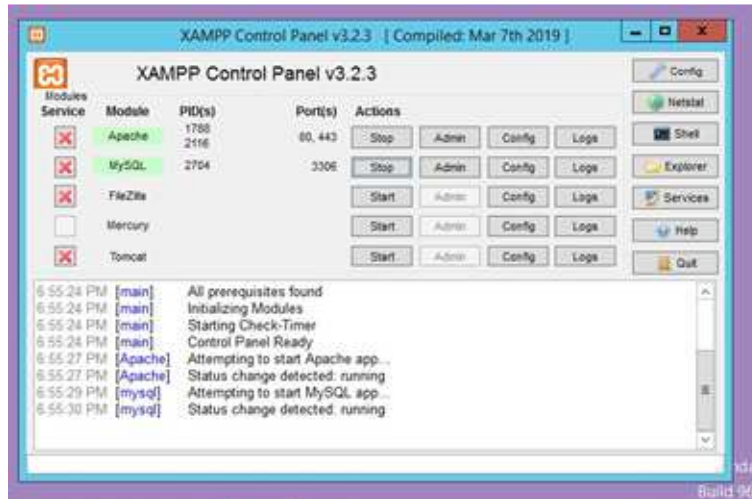 XAMPP Control Panel v3.2.3 [ Compiled: Mar 7th 2019 ]
XAMPP Control Panel v3.2.3
Config
Modules
Service Module PID(s) Port(s) Actions
Netstat
Apache 1788 2116 80, 443 Stop Admin Config Logs
Shell
MySQL 2704 3306 Stop Admin Config Logs
Explorer
FileZilla Start Admin Config Logs
Services
Mercury Start Admin Config Logs
Help
Tomcat Start Admin Config Logs
Quit
6:55:24 PM [main] All prerequisites found
6:55:24 PM [main] Initializing Modules
6:55:24 PM [main] Starting Check-Timer
6:55:24 PM [main] Control Panel Ready
6:55:27 PM [Apache] Attempting to start Apache app...
6:55:27 PM [Apache] Status change detected: running
6:55:29 PM [mysql] Attempting to start MySQL app...
6:55:30 PM [mysql] Status change detected: running
Build